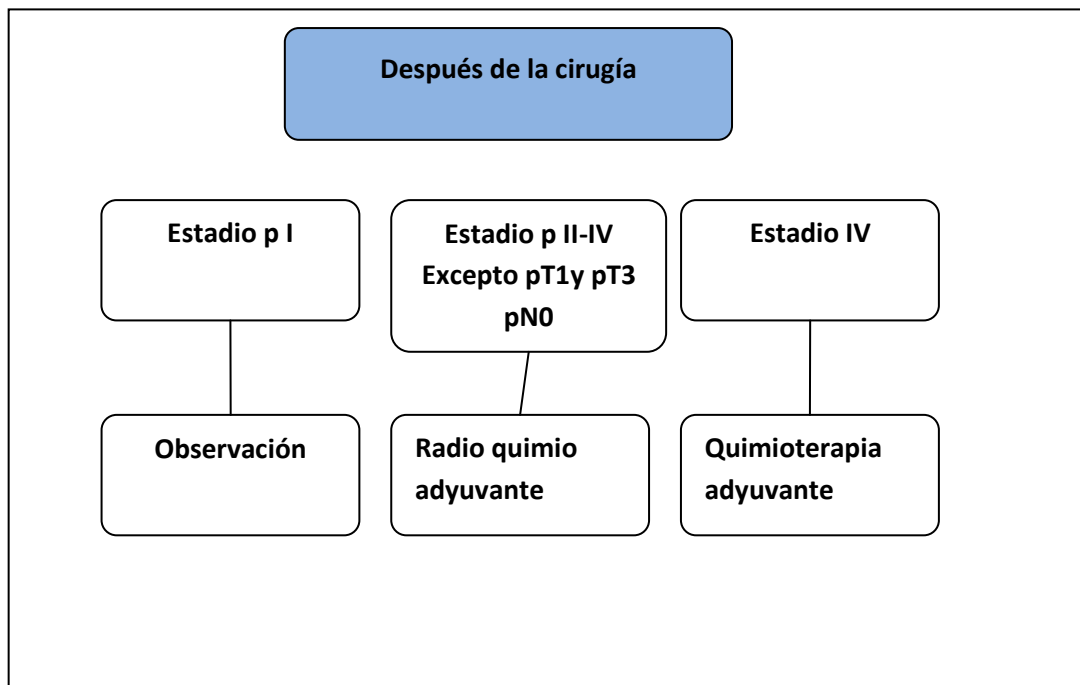 Después de la cirugía
Estadio p I
Estadio p II-IV
Excepto pT1y pT3
pN0
Estadio IV
Observación
Radio quimio
adyuvante
Quimioterapia
adyuvante